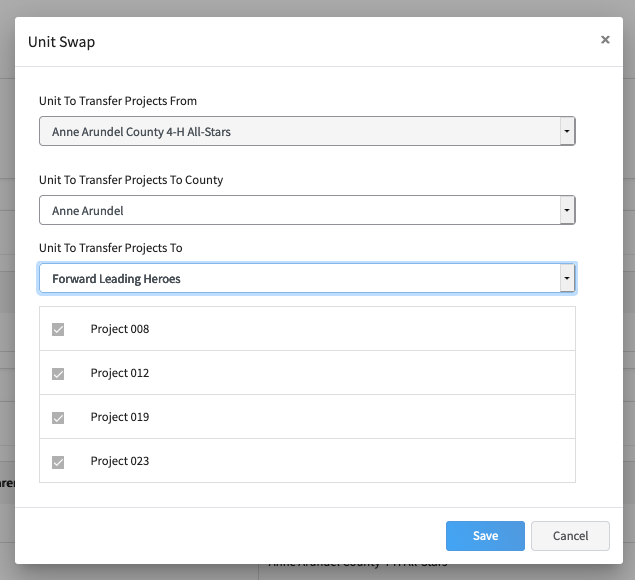 Unit Swap ×
Unit To Transfer Projects From
Anne Arundel County 4-H All-Stars
Unit To Transfer Projects To County
Anne Arundel
Unit To Transfer Projects To
Forward Leading Heroes
Project 008
Project 012
Project 019
Project 023
Save Cancel